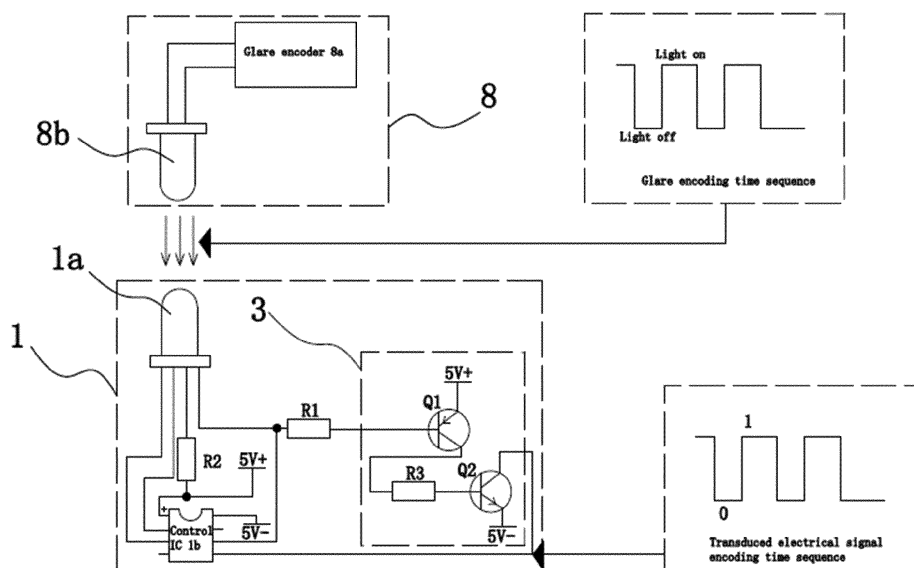 Glare encoder 8a
8
8b
Light on
Light off
Glare encoding time sequence
1a
1
3
5V+
Q1
R1
R2
5V+
R3
Q2
+
Control
IC 1b
5V-
5V-
1
0
Transduced electrical signal
encoding time sequence